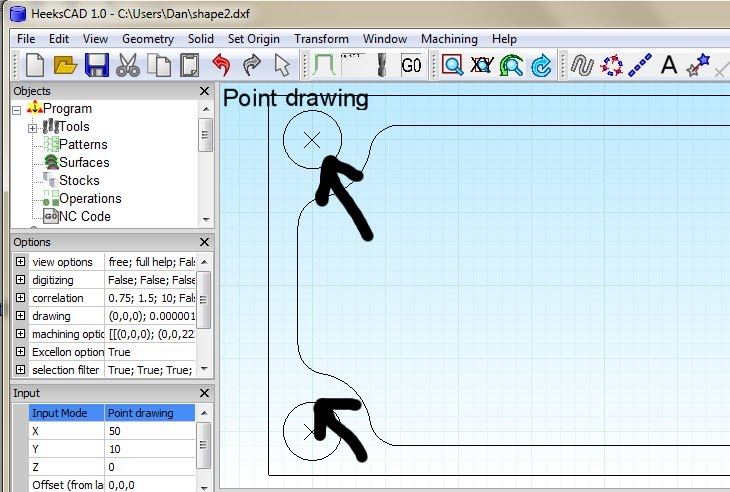 HeeksCAD 1.0 - C:\Users\Dan\shape2.dxf
File Edit View Geometry Solid Set Origin Transform Window Machining Help
G0 A
Objects
Program
Tools
Patterns
Surfaces
Stocks
Operations
G0 NC Code
Options
view options free; full help; Fal
digitizing False; False; False
correlation 0.75; 1.5; 10; Fal
drawing (0,0,0); 0.000001
machining optio [[(0,0,0); (0,0,22
Excellon option True
selection filter True; True; True;
Input
Input Mode Point drawing
X 50
Y 10
Z 0
Offset (from la 0,0,0
Point drawing